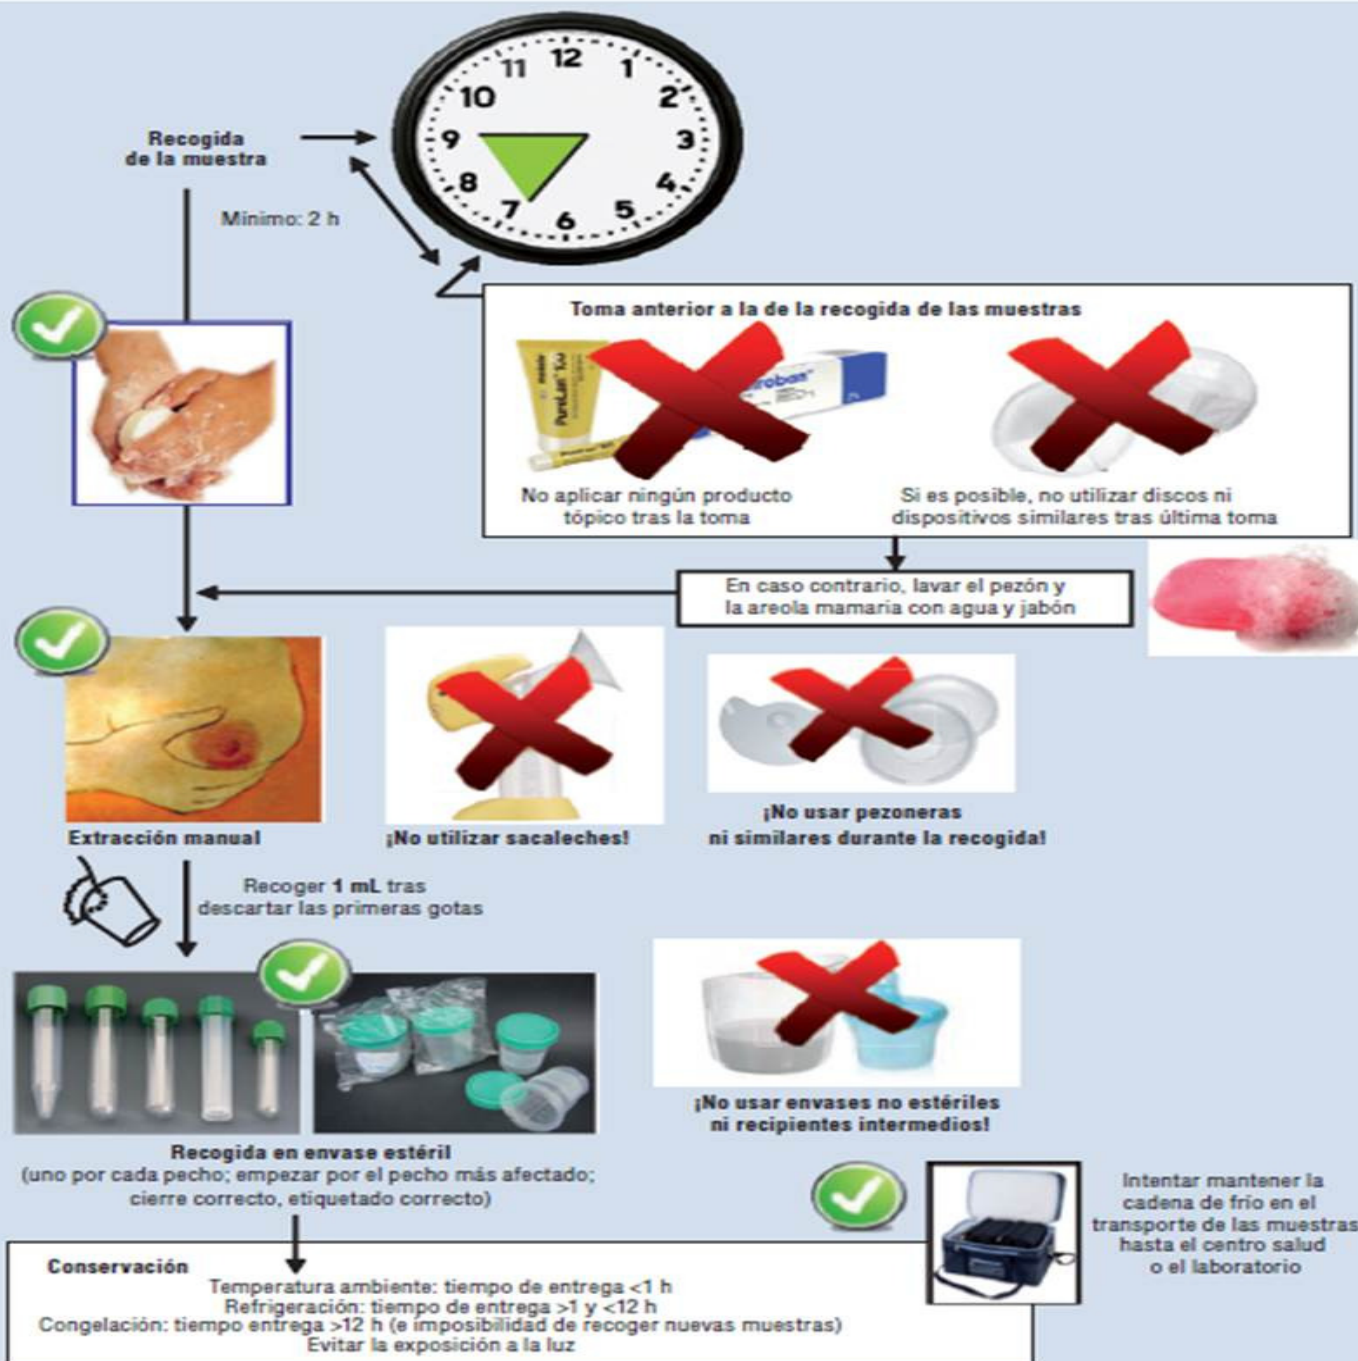 12
11
1
10
2
9
3
8
4
7
5
6
Recogida
de la muestra
Mínimo: 2 h
Toma anterior a la de la recogida de las muestras
PureLan
No aplicar ningún producto
tópico tras la toma
Si es posible, no utilizar discos ni
dispositivos similares tras última toma
En caso contrario, lavar el pezón y
la areola mamaria con agua y jabón
Extracción manual
¡No utilizar sacaleches!
¡No usar pezoneras
ni similares durante la recogida!
Recoger 1 mL tras
descartar las primeras gotas
¡No usar envases no estériles
ni recipientes intermedios!
Recogida en envase estéril
(uno por cada pecho; empezar por el pecho más afectado;
cierre correcto, etiquetado correcto)
Intentar mantener la
cadena de frío en el
transporte de las muestras
hasta el centro salud
o el laboratorio
Conservación
Temperatura ambiente: tiempo de entrega <1 h
Refrigeración: tiempo de entrega >1 y <12 h
Congelación: tiempo entrega >12 h (e imposibilidad de recoger nuevas muestras)
Evitar la exposición a la luz